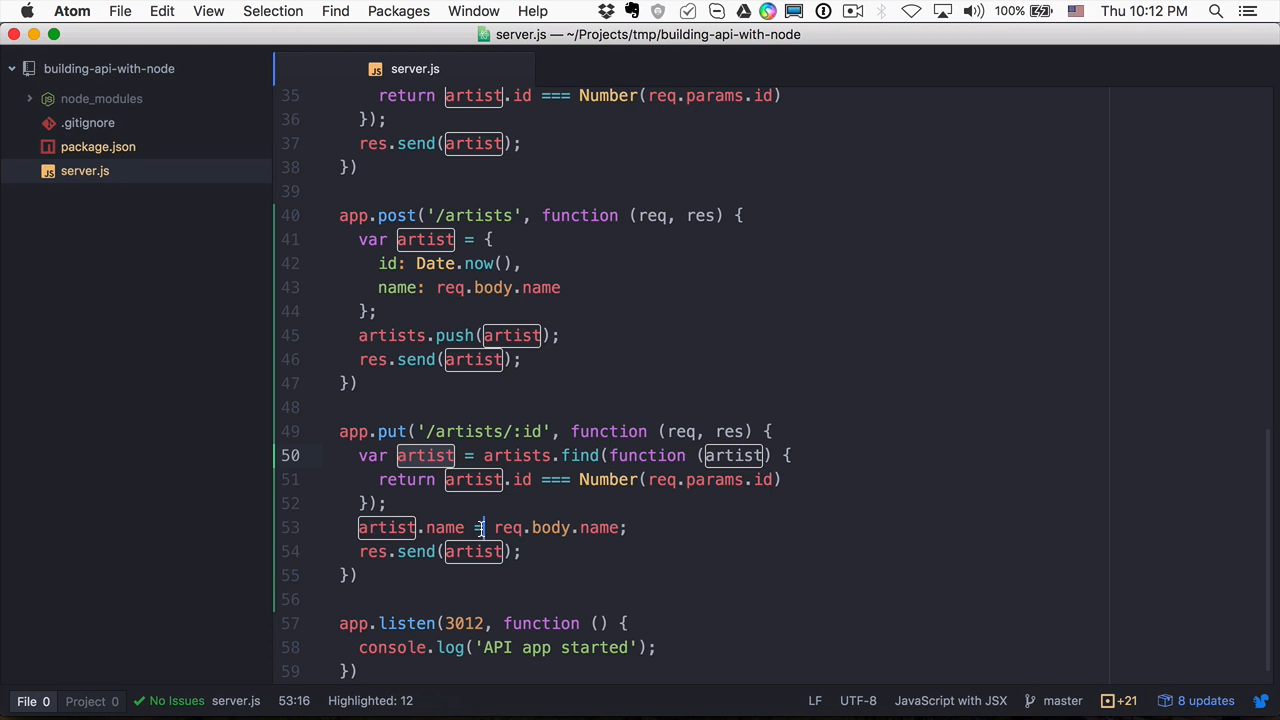 Atom File Edit View Selection Find Packages Window Help 100% Thu 10:12 PM
server.js — ~/Projects/tmp/building-api-with-node
building-api-with-node
node_modules
.gitignore
package.json
server.js
server.js
35 return artist.id === Number(req.params.id)
36 });
37 res.send(artist);
38 })
39
40 app.post('/artists', function (req, res) {
41 var artist = {
42 id: Date.now(),
43 name: req.body.name
44 };
45 artists.push(artist);
46 res.send(artist);
47 })
48
49 app.put('/artists/:id', function (req, res) {
50 var artist = artists.find(function (artist) {
51 return artist.id === Number(req.params.id)
52 });
53 artist.name = req.body.name;
54 res.send(artist);
55 })
56
57 app.listen(3012, function () {
58 console.log('API app started');
59 })
File 0 Project 0 No Issues server.js 53:16 Highlighted: 12 LF UTF-8 JavaScript with JSX master +21 8 updates